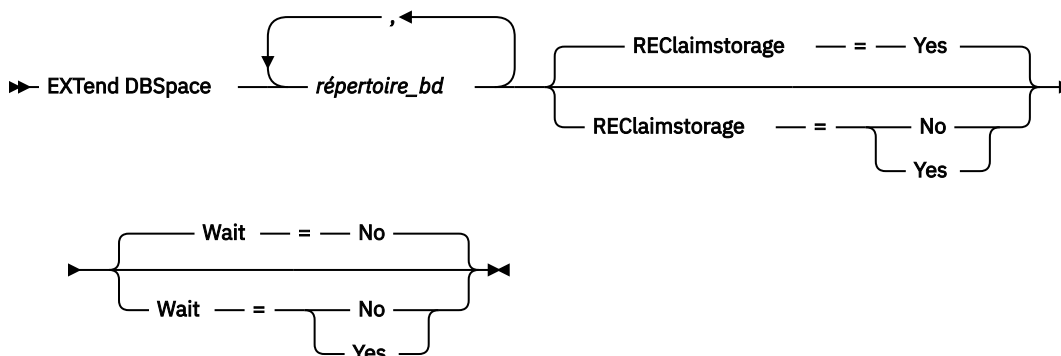 ,
REClaimstorage = Yes
EXTend DBSpace répertoire_bd
REClaimstorage = No
Yes
Wait = No
Wait = No
Yes